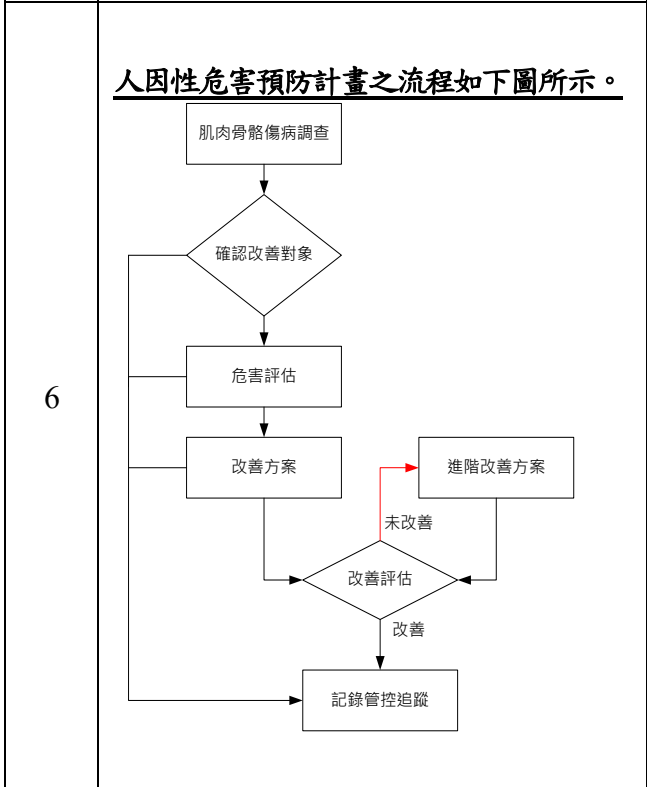 人因性危害預防計畫之流程如下圖所示。
肌肉骨骼傷病調查
確認改善對象
危害評估
6
改善方案
進階改善方案
未改善
改善評估
改善
記錄管控追蹤